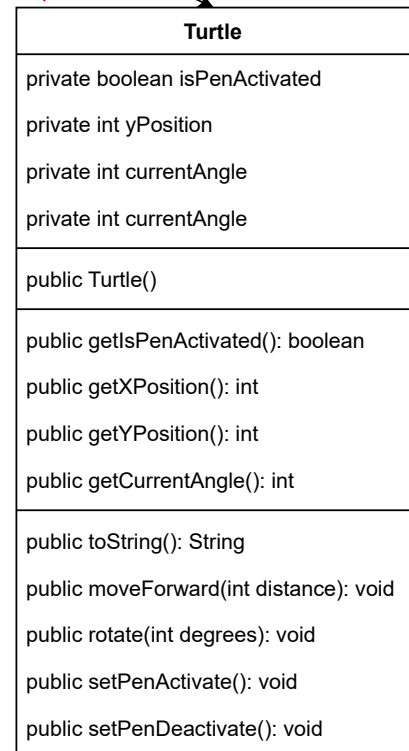 Turtle
private boolean isPenActivated
private int yPosition
private int currentAngle
private int currentAngle
public Turtle()
public getIsPenActivated(): boolean
public getXPosition(): int
public getYPosition(): int
public getCurrentAngle(): int
public toString(): String
public moveForward(int distance): void
public rotate(int degrees): void
public setPenActivate(): void
public setPenDeactivate(): void